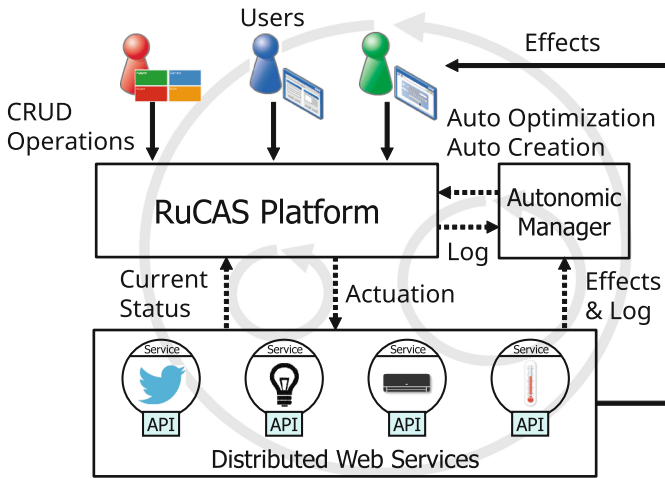 Users
Effects
CRUD
Operations
Auto Optimization
Auto Creation
RuCAS Platform
Autonomic
Manager
Log
Current
Status
Actuation
Effects
& Log
Service
Service
Service
Service
API
API
API
API
Distributed Web Services